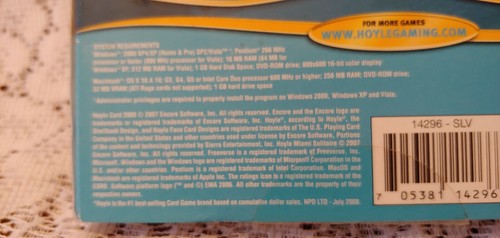 FOR MORE GAMES
WWW.HOYLEGAMING.COM
SYSTEM REQUIREMENTS
Windows: 2000 SP4/XP (Home & Pro) SP2/Vista Pentium 256 MHz
or faster (800 MHz processor for Vista); 16 MB RAM (64 MB for
Windows XP; 512 MB RAM for Vista); 1 GB Hard Disk Space; DVD-ROM drive; 800x600 16-bit color display
Macintosh: OS X 10.4 10; G3, G4, G5 or Intel Core Duo processor 600 MHz or higher; 256 MB RAM; DVD-ROM drive;
32 MB VRAM (ATI Rage cards not supported); 1 GB hard drive space
*Administrator privileges are required to properly install the program on Windows 2000, Windows XP and Vista.
Hoyle Card 2008 © 2007 Encore Software, Inc. All rights reserved. Encore and the Encore logo are
trademarks or registered trademarks of Encore Software, Inc. Hoyle®, according to Hoyle®, the
Shellback Design, and Hoyle Face Card Designs are registered trademarks of The U.S. Playing Card
Company in the United States and other countries used under license by Encore Software. Portions
of the content and technology provided by Sierra Entertainment, Inc. Hoyle Miami Solitaire © 2007
Encore Software, Inc. All rights reserved. Freeverse is a registered trademark of Freeverse, Inc.
Microsoft, Windows and the Windows logo are registered trademarks of Microsoft Corporation in the
U.S. and/or other countries. Pentium is a registered trademark of Intel Corporation. MacOS and
Macintosh are registered trademarks of Apple Inc. The ratings icon is a registered trademark of the
ESRB. Software platform logo (™ and ©) EMA 2006. All other trademarks are the property of their
respective owners.
*Hoyle is the #1 best-selling Card Game brand based on cumulative dollar sales, NPD LTD - July 2000.
14296 - SLV
7 05381 14296